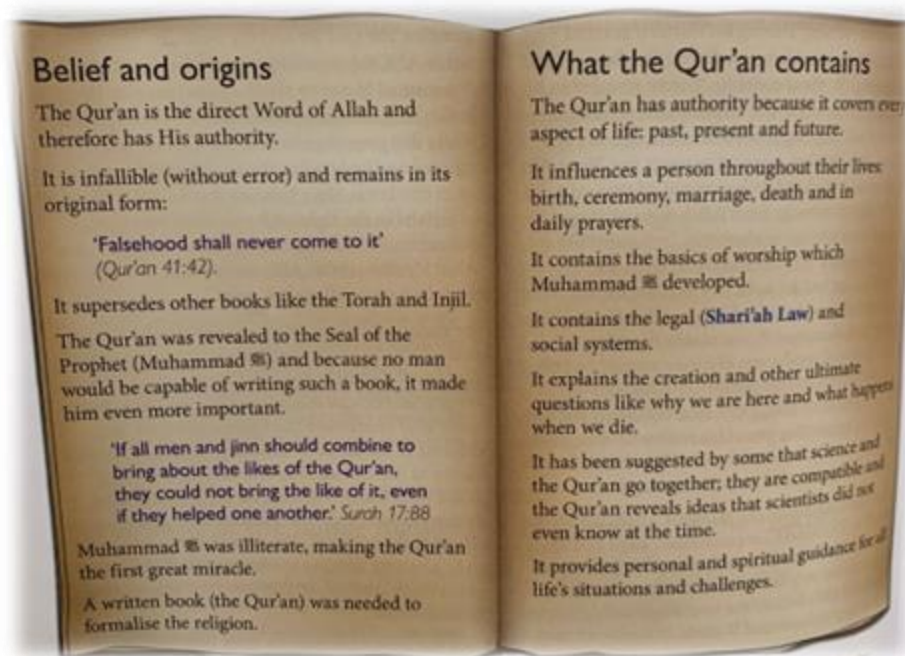 Belief and origins
The Qur'an is the direct Word of Allah and
therefore has His authority.
It is infallible (without error) and remains in its
original form:
'Falsehood shall never come to it'
(Qur'an 41:42).
It supersedes other books like the Torah and Injil.
The Qur'an was revealed to the Seal of the
Prophet (Muhammad ﷺ) and because no man
would be capable of writing such a book, it made
him even more important.
'If all men and jinn should combine to
bring about the likes of the Qur'an,
they could not bring the like of it, even
if they helped one another.' Surah 17:88
Muhammad ﷺ was illiterate, making the Qur'an
the first great miracle.
A written book (the Qur'an) was needed to
formalise the religion.
What the Qur'an contains
The Qur'an has authority because it covers every
aspect of life: past, present and future.
It influences a person throughout their lives:
birth, ceremony, marriage, death and in
daily prayers.
It contains the basics of worship which
Muhammad ﷺ developed.
It contains the legal (Shari'ah Law) and
social systems.
It explains the creation and other ultimate
questions like why we are here and what happens
when we die.
It has been suggested by some that science and
the Qur'an go together; they are compatible and
the Qur'an reveals ideas that scientists did not
even know at the time.
It provides personal and spiritual guidance for all
life's situations and challenges.